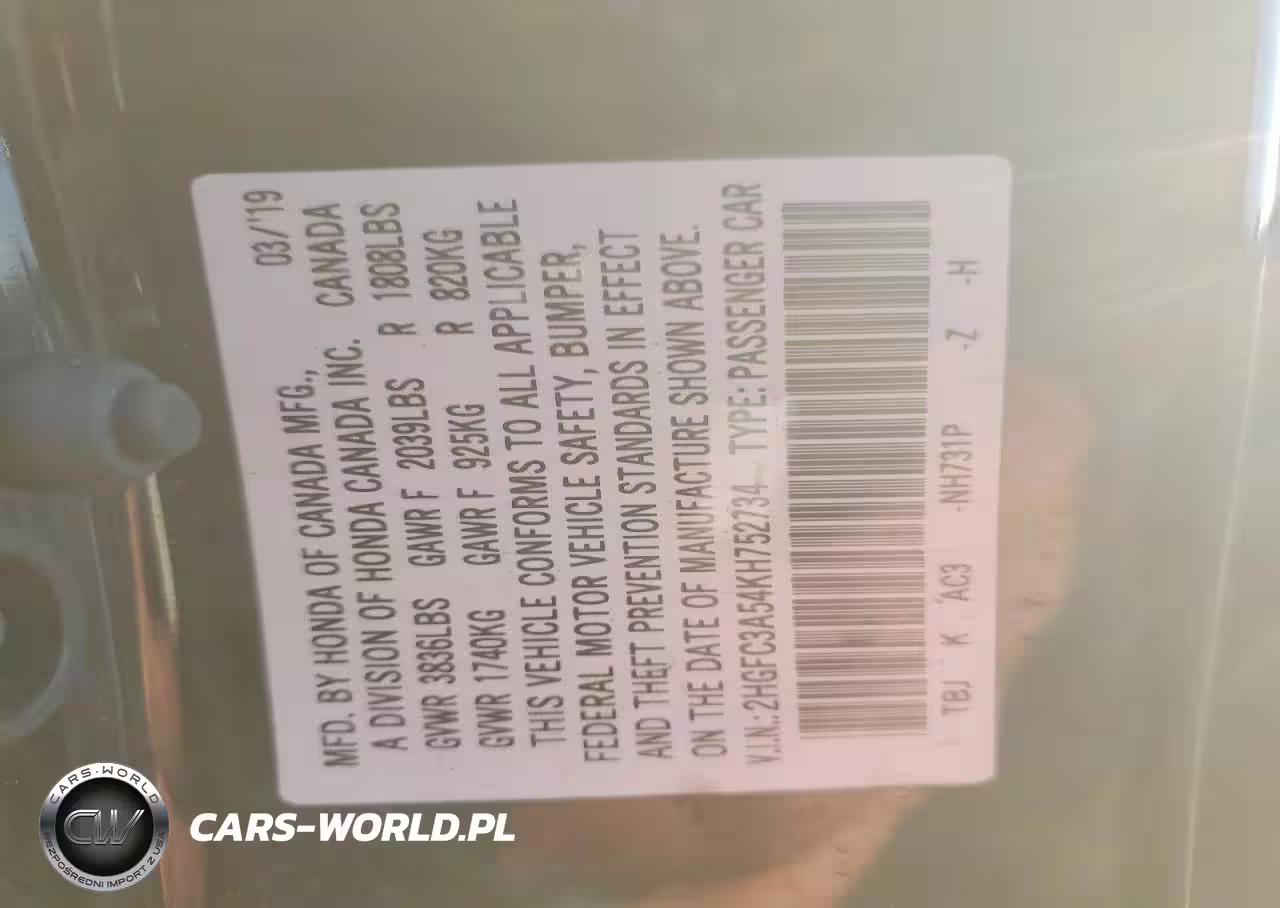 03/'19
MFD. BY HONDA OF CANADA MFG.,
A DIVISION OF HONDA CANADA INC. CANADA
GVWR 3836LBS GAWR F 2039LBS R 1808LBS
GVWR 1740KG GAWR F 925KG R 820KG
THIS VEHICLE CONFORMS TO ALL APPLICABLE
FEDERAL MOTOR VEHICLE SAFETY, BUMPER,
AND THEFT PREVENTION STANDARDS IN EFFECT
ON THE DATE OF MANUFACTURE SHOWN ABOVE.
V.I.N.:2HGFC3A54KH752734 TYPE: PASSENGER CAR
TBJ K AC3 -NH731P -Z -H
CARS-WORLD
CW
BEZPOŚREDNI IMPORT Z USA
CARS-WORLD.PL